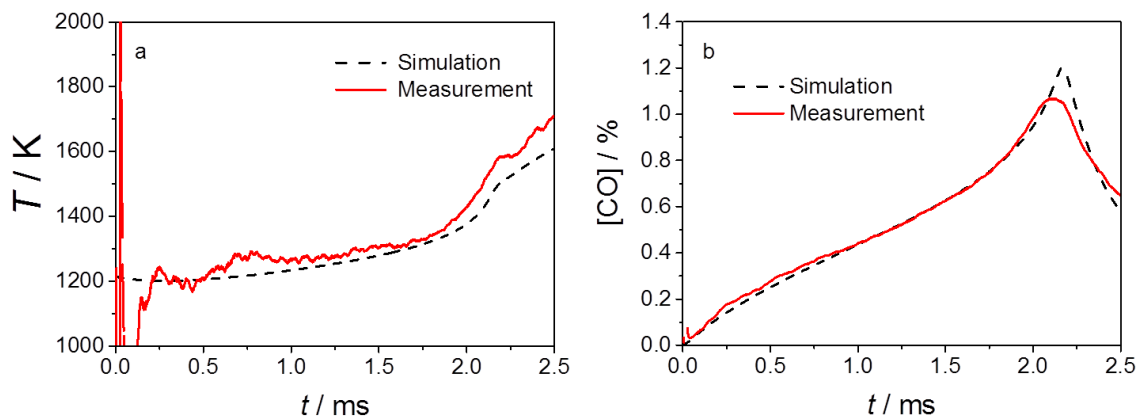 a
Simulation
Measurement
T / K
2000
1800
1600
1400
1200
1000
0.0 0.5 1.0 1.5 2.0 2.5
t / ms
b
Simulation
Measurement
[CO] / %
1.4
1.2
1.0
0.8
0.6
0.4
0.2
0.0
0.0 0.5 1.0 1.5 2.0 2.5
t / ms